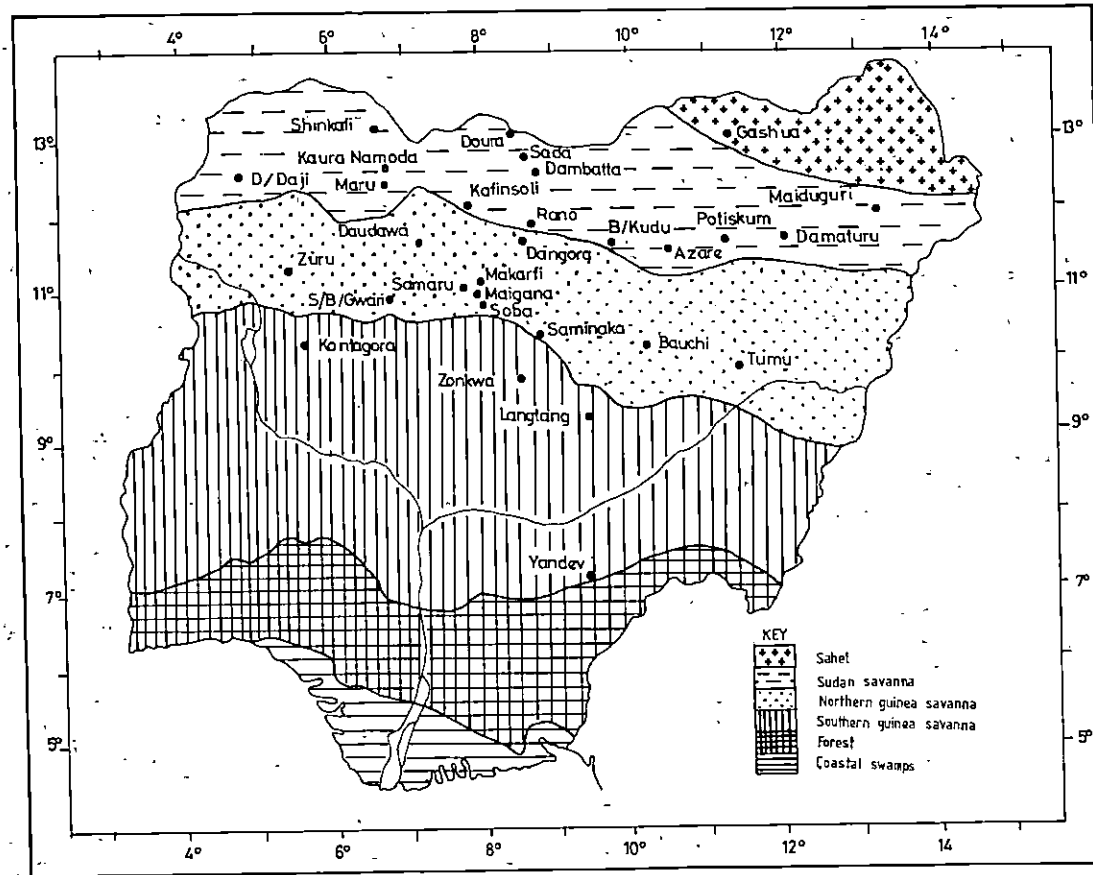 4° 6° 8° 10° 12° 14°
13° 13°
Shinkafi
Doura
Gashua
Sada
Kaura Namoda
Dambatta
D/Daji
Maru
Kafinsoli
Maiduguri
Rano
Potiskum
B/Kudu
Damaturu
Daudawa
Dangora
Azare
Zuru
Makarfi
11° 11°
Samaru
Maigana
S/B/Gwari
Soba
Saminaka
Kontagora
Bauchi
Tumu
Zonkwa
Langtang
9° 9°
Yandev
7° 7°
KEY
Sahel
Sudan savanna
Northern guinea savanna
Southern guinea savanna
5° 5°
Forest
Coastal swamps
4° 6° 8° 10° 12° 14°